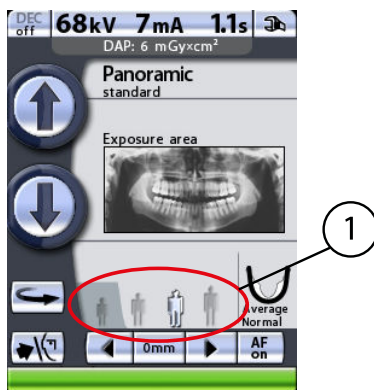 DEC
off
68kV 7mA 1.1s
DAP: 6 mGy×cm²
Panoramic
standard
Exposure area
1
Average
Normal
0mm
AF
on